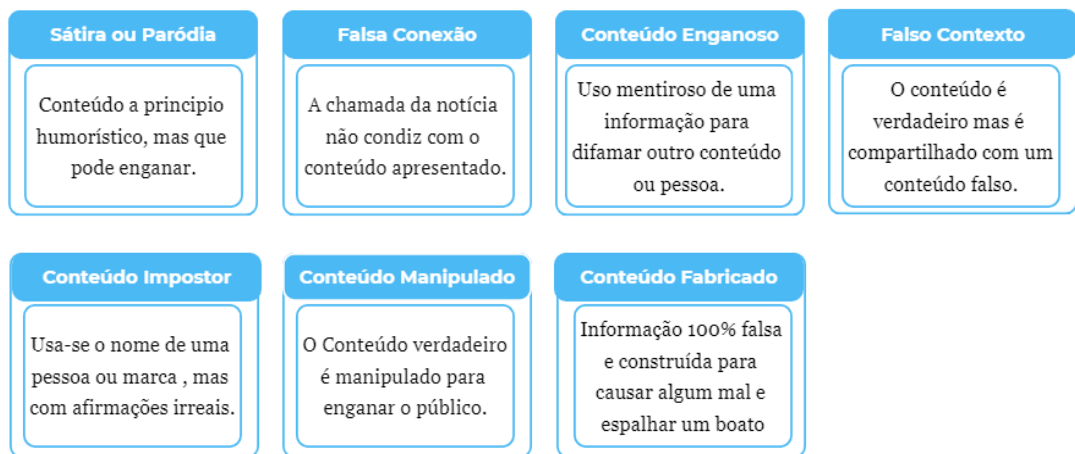 Sátira ou Paródia
Conteúdo a principio
humorístico, mas que
pode enganar.
Falsa Conexão
A chamada da notícia
não condiz com o
conteúdo apresentado.
Conteúdo Enganoso
Uso mentiroso de uma
informação para
difamar outro conteúdo
ou pessoa.
Falso Contexto
O conteúdo é
verdadeiro mas é
compartilhado com um
conteúdo falso.
Conteúdo Impostor
Usa-se o nome de uma
pessoa ou marca , mas
com afirmações irreais.
Conteúdo Manipulado
O Conteúdo verdadeiro
é manipulado para
enganar o público.
Conteúdo Fabricado
Informação 100% falsa
e construída para
causar algum mal e
espalhar um boato